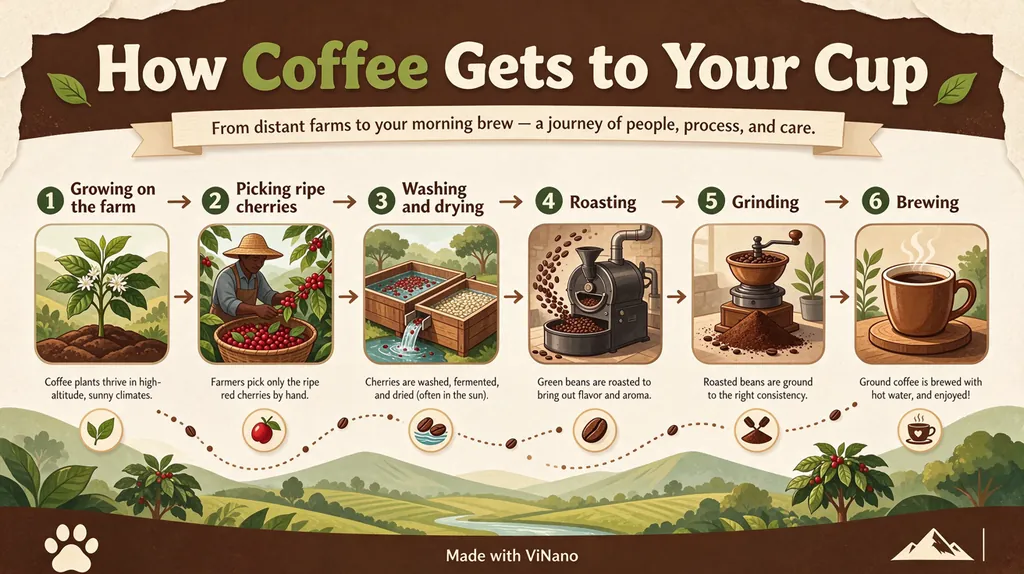 How Coffee Gets to Your Cup
From distant farms to your morning brew — a journey of people, process, and care.
1 Growing on
the farm
2 Picking ripe
cherries
3 Washing
and drying
4 Roasting
5 Grinding
6 Brewing
Coffee plants thrive in high-
altitude, sunny climates.
Farmers pick only the ripe
red cherries by hand.
Cherries are washed, fermented,
and dried (often in the sun).
Green beans are roasted to
bring out flavor and aroma.
Roasted beans are ground
to the right consistency.
Ground coffee is brewed with
hot water, and enjoyed!
Made with ViNano